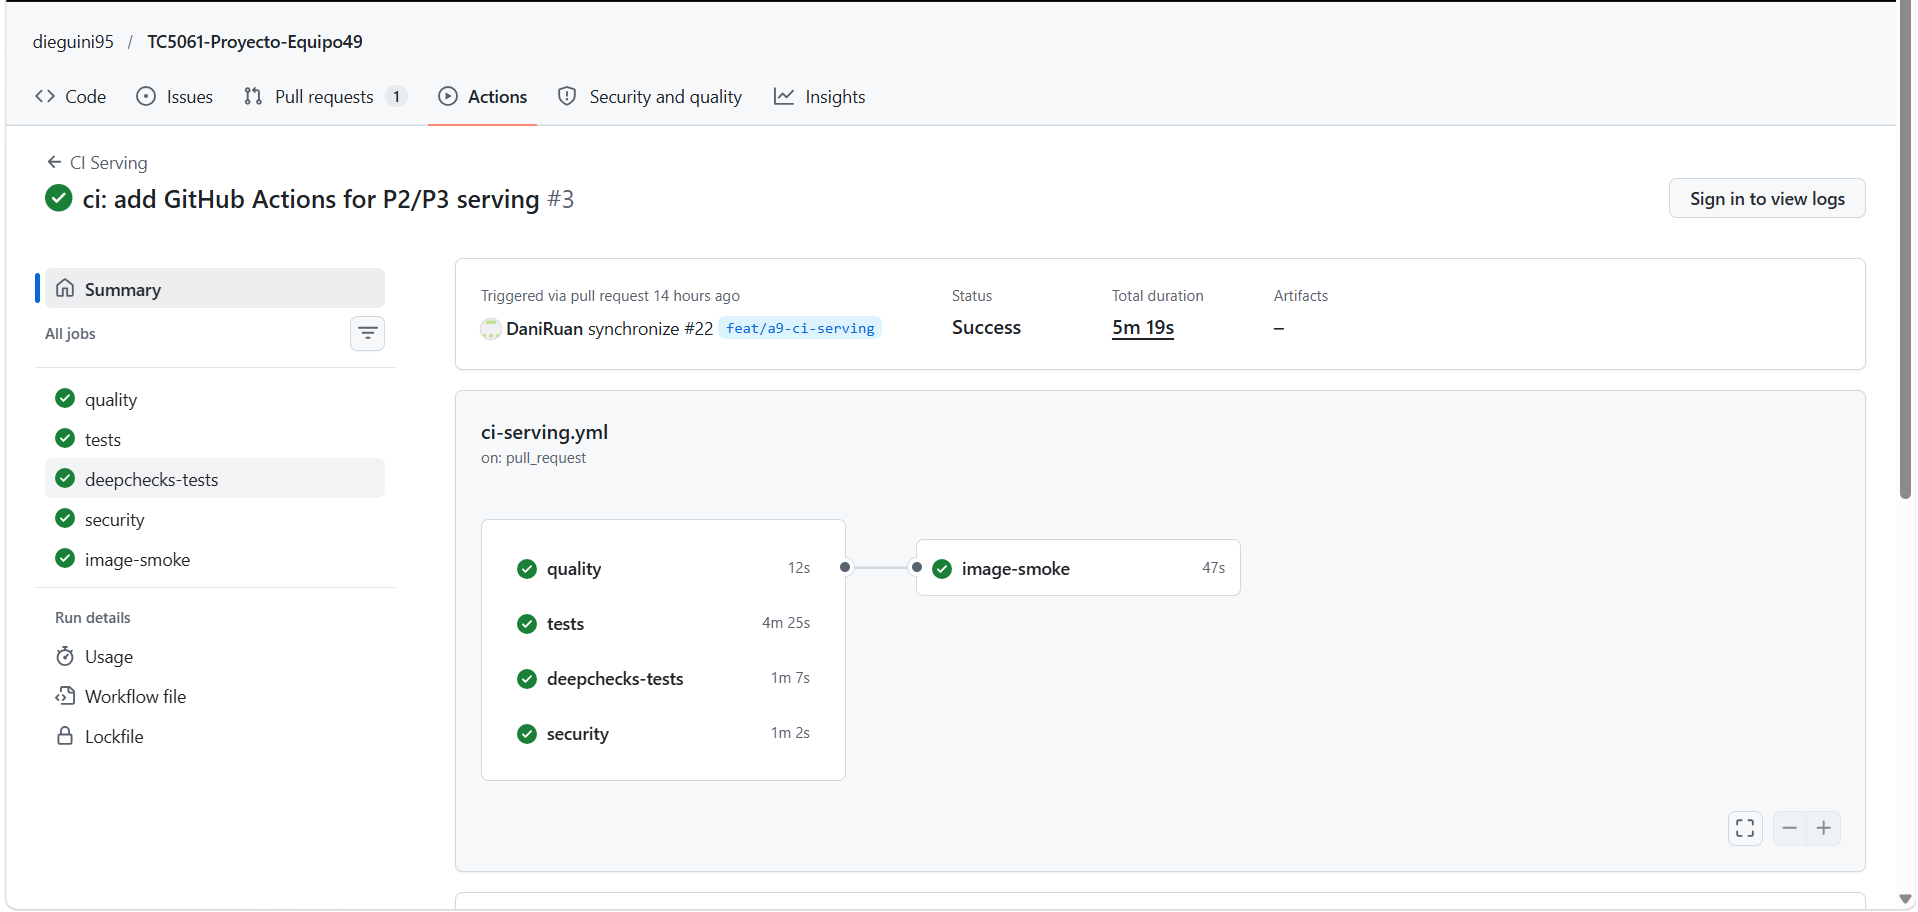 dieguini95 / TC5061-Proyecto-Equipo49
Code Issues Pull requests 1 Actions Security and quality Insights
CI Serving
ci: add GitHub Actions for P2/P3 serving #3
Sign in to view logs
Summary
All jobs
quality
tests
deepchecks-tests
security
image-smoke
Run details
Usage
Workflow file
Lockfile
Triggered via pull request 14 hours ago
DaniRuan synchronize #22 feat/a9-ci-serving
Status
Success
Total duration
5m 19s
Artifacts
–
ci-serving.yml
on: pull_request
quality 12s
tests 4m 25s
deepchecks-tests 1m 7s
security 1m 2s
image-smoke 47s